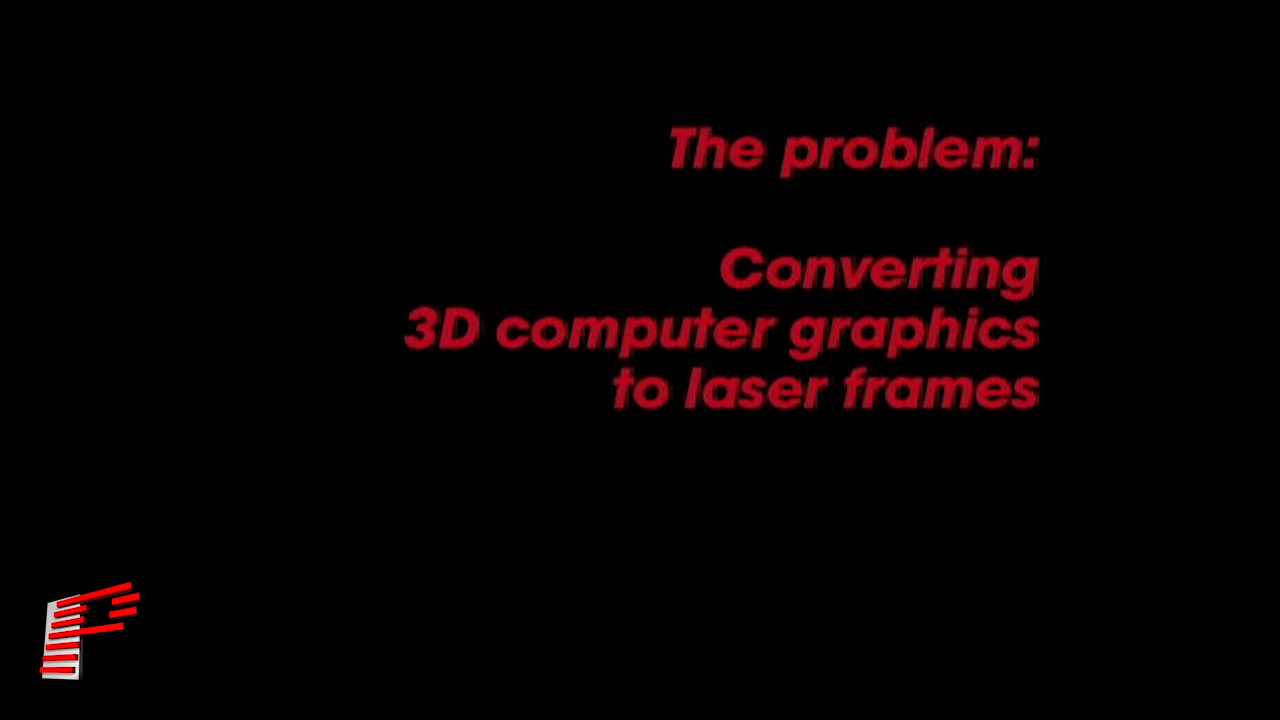 The problem:
Converting
3D computer graphics
to laser frames